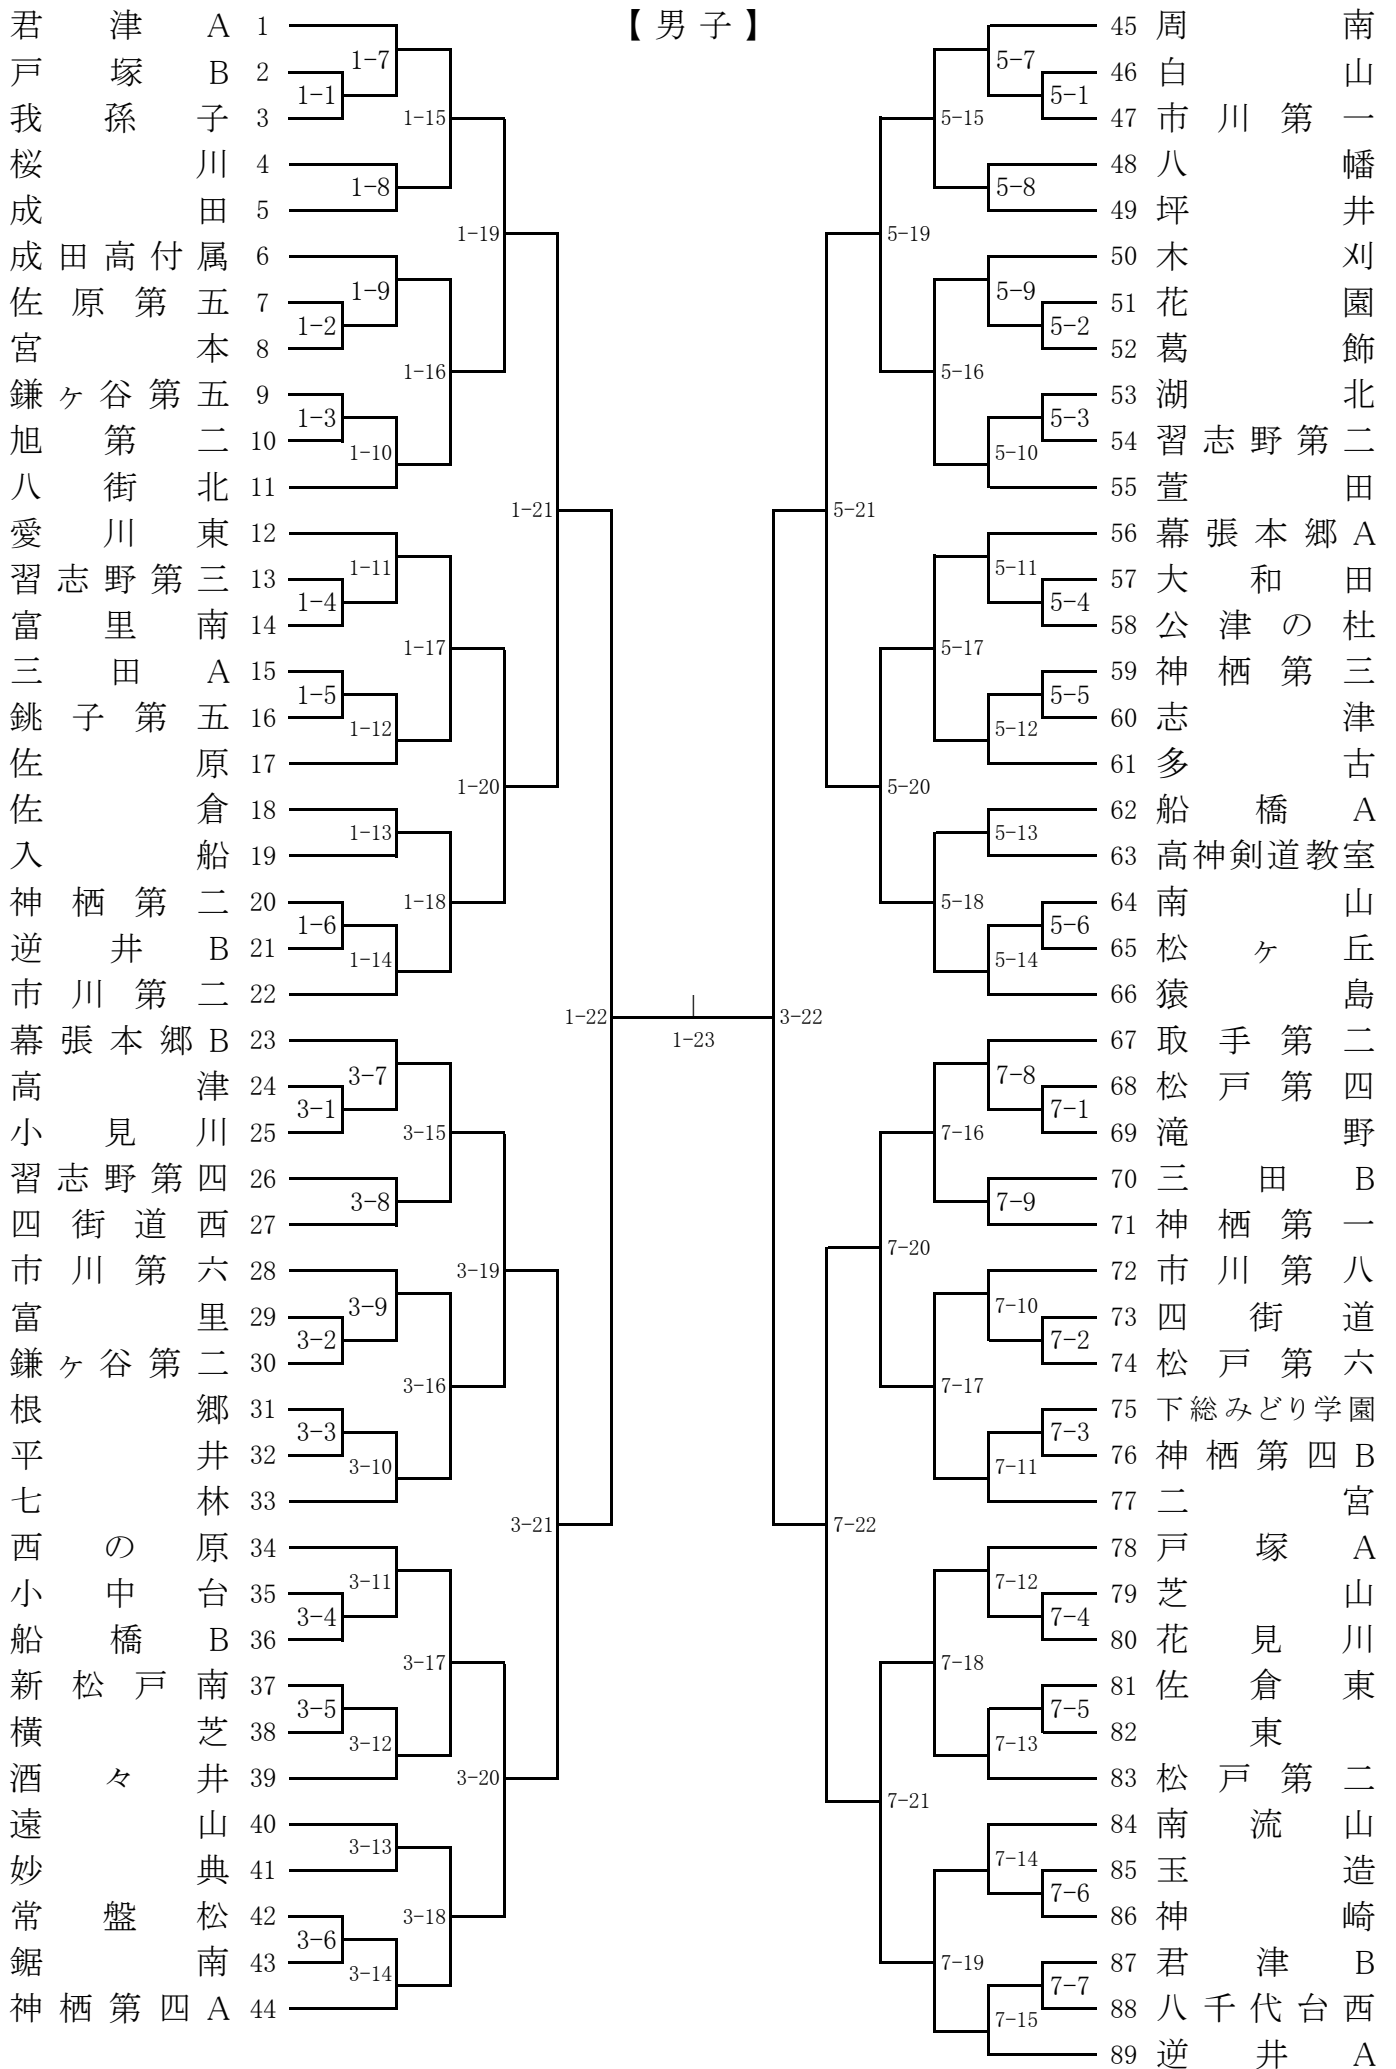 【男子】
君津A 1
1-7
戸塚B 2
1-1
我孫子 3
1-15
桜川 4
1-8
成田 5
1-19
成田高付属 6
1-9
佐原第五 7
1-2
宮本 8
1-16
鎌ヶ谷第五 9
1-3
旭第二 10
1-10
八街北 11
1-21
愛川東 12
1-11
習志野第三 13
1-4
富里南 14
1-17
三田A 15
1-5
銚子第五 16
1-12
佐原 17
1-20
佐倉 18
1-13
入船 19
神栖第二 20
1-18
1-6
逆井B 21
1-14
市川第二 22
1-22
幕張本郷B 23
3-7
高津 24
3-1
小見川 25
3-15
習志野第四 26
3-8
四街道西 27
市川第六 28
3-19
3-9
富里 29
3-2
鎌ヶ谷第二 30
3-16
根郷 31
3-3
平井 32
3-10
七林 33
3-21
西の原 34
3-11
小中台 35
3-4
船橋B 36
3-17
新松戸南 37
3-5
横芝 38
3-12
酒々井 39
3-20
遠山 40
3-13
妙典 41
常盤松 42
3-18
3-6
鋸南 43
3-14
神栖第四A 44
1-23
45 周南
5-7
46 白山
5-1
47 市川第一
5-15
48 八幡
5-8
49 坪井
5-19
50 木刈
5-9
51 花園
5-2
52 葛飾
5-16
53 湖北
5-3
54 習志野第二
5-10
55 萱田
5-21
56 幕張本郷A
5-11
57 大和田
5-4
58 公津の杜
5-17
59 神栖第三
5-5
60 志津
5-12
61 多古
5-20
62 船橋A
5-13
63 高神剣道教室
64 南山
5-18
5-6
65 松ヶ丘
5-14
66 猿島
3-22
67 取手第二
7-8
68 松戸第四
7-1
69 滝野
7-16
70 三田B
7-9
71 神栖第一
7-20
72 市川第八
7-10
73 四街道
7-2
74 松戸第六
7-17
75 下総みどり学園
7-3
76 神栖第四B
7-11
77 二宮
7-22
78 戸塚A
7-12
79 芝山
7-4
80 花見川
7-18
81 佐倉東
7-5
82 東
7-13
83 松戸第二
7-21
84 南流山
7-14
85 玉造
7-6
86 神崎
7-19
87 君津B
7-7
88 八千代台西
7-15
89 逆井A